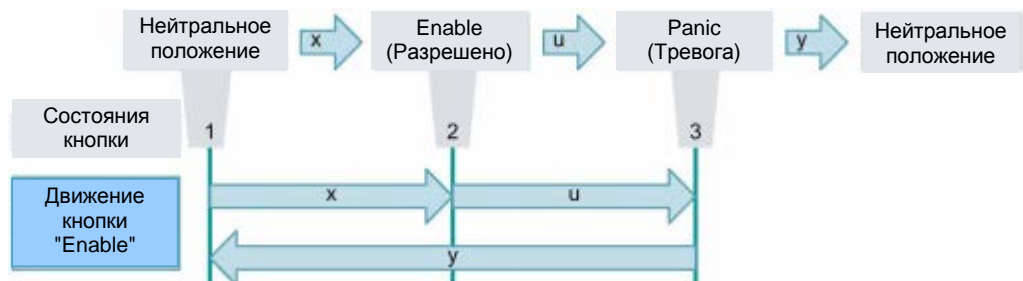 Нейтральное
положение
x
Enable
(Разрешено)
u
Panic
(Тревога)
y
Нейтральное
положение
Состояния
кнопки
1
2
3
Движение
кнопки
"Enable"
x
u
y